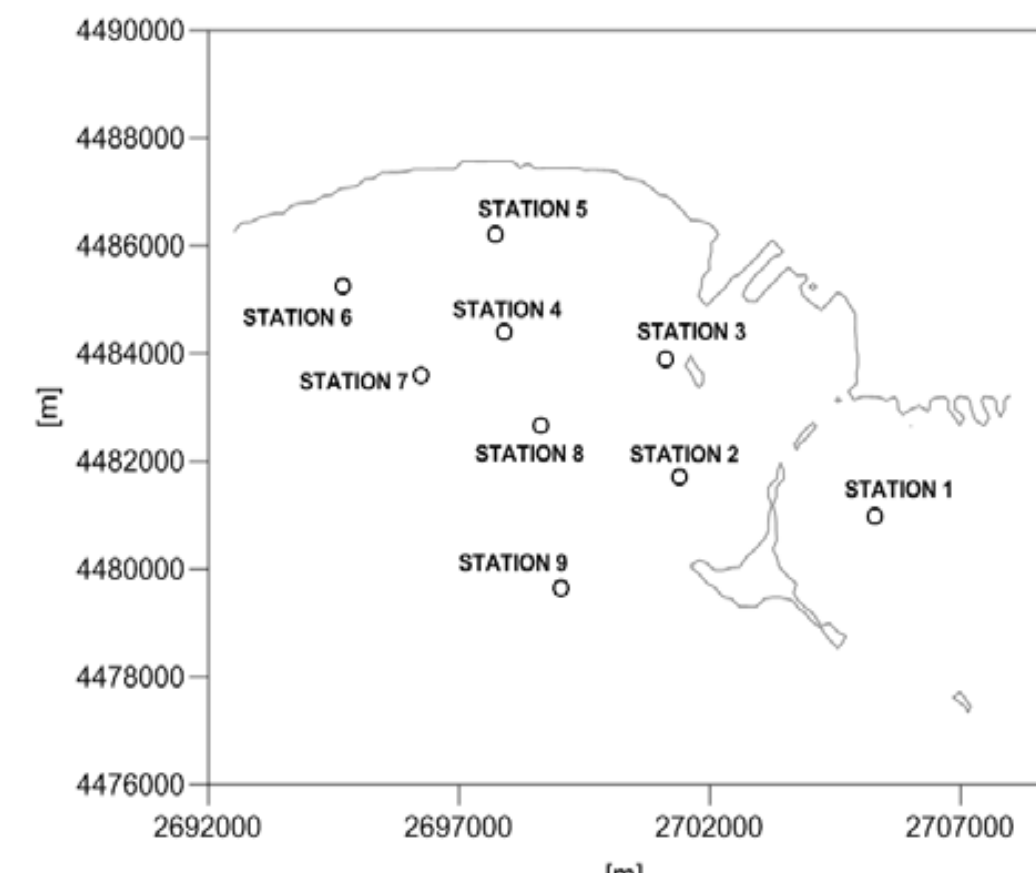 4490000
4488000
STATION 5
4486000
STATION 6
STATION 4
STATION 3
4484000
STATION 7
[m]
4482000
STATION 8
STATION 2
STATION 1
4480000
STATION 9
4478000
4476000
2692000 2697000 2702000 2707000
[m]